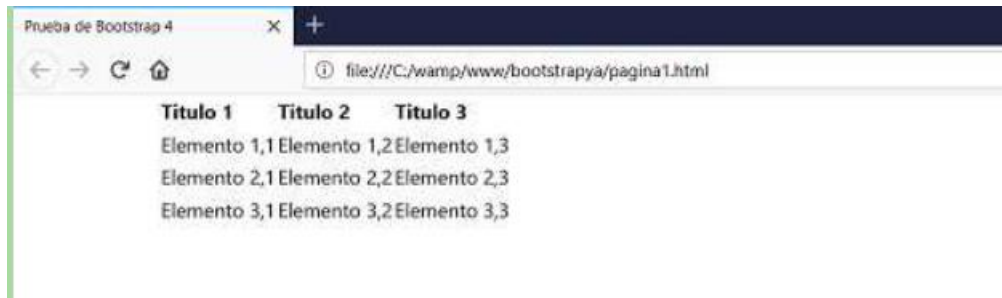 Prueba de Bootstrap 4
file:///C:/wamp/www/bootstrapya/pagina1.html
Titulo 1 Titulo 2 Titulo 3
Elemento 1,1 Elemento 1,2 Elemento 1,3
Elemento 2,1 Elemento 2,2 Elemento 2,3
Elemento 3,1 Elemento 3,2 Elemento 3,3